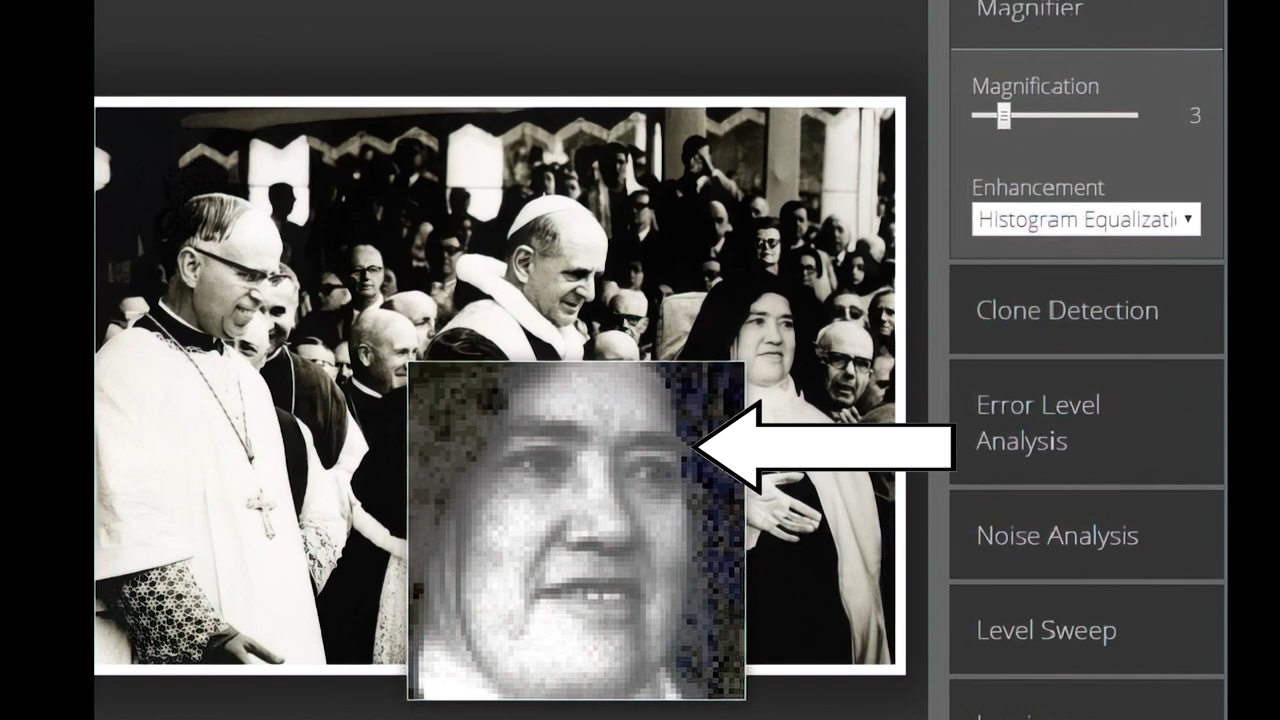 Magnifier
Magnification
3
Enhancement
Histogram Equalizati
Clone Detection
Error Level
Analysis
Noise Analysis
Level Sweep